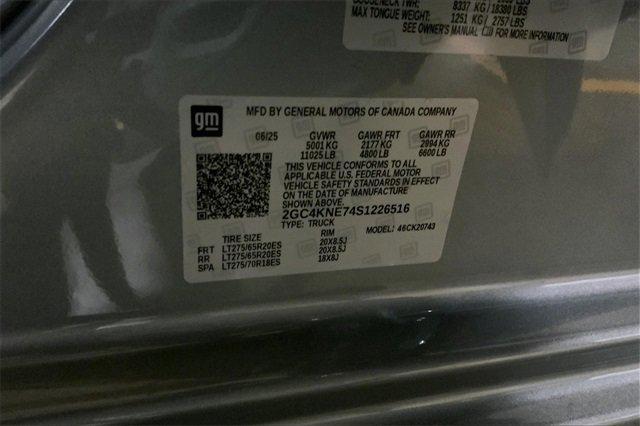 8337 KG / 18380 LBS
MAX TONGUE WEIGHT: 1251 KG / 2757 LBS
SEE OWNER'S MANUAL FOR MORE INFORMATION
gm
MFD BY GENERAL MOTORS OF CANADA COMPANY
06/25 GVWR GAWR FRT GAWR RR
5001 KG 2177 KG 2994 KG
11025 LB 4800 LB 6600 LB
THIS VEHICLE CONFORMS TO ALL
APPLICABLE U.S. FEDERAL MOTOR
VEHICLE SAFETY STANDARDS IN EFFECT
ON THE DATE OF MANUFACTURE
SHOWN ABOVE.
2GC4KNE74S1226516
TYPE: TRUCK MODEL: 46CK20743
TIRE SIZE RIM
FRT LT275/65R20ES 20X8.5J
RR LT275/65R20ES 20X8.5J
SPA LT275/70R18ES 18X8J